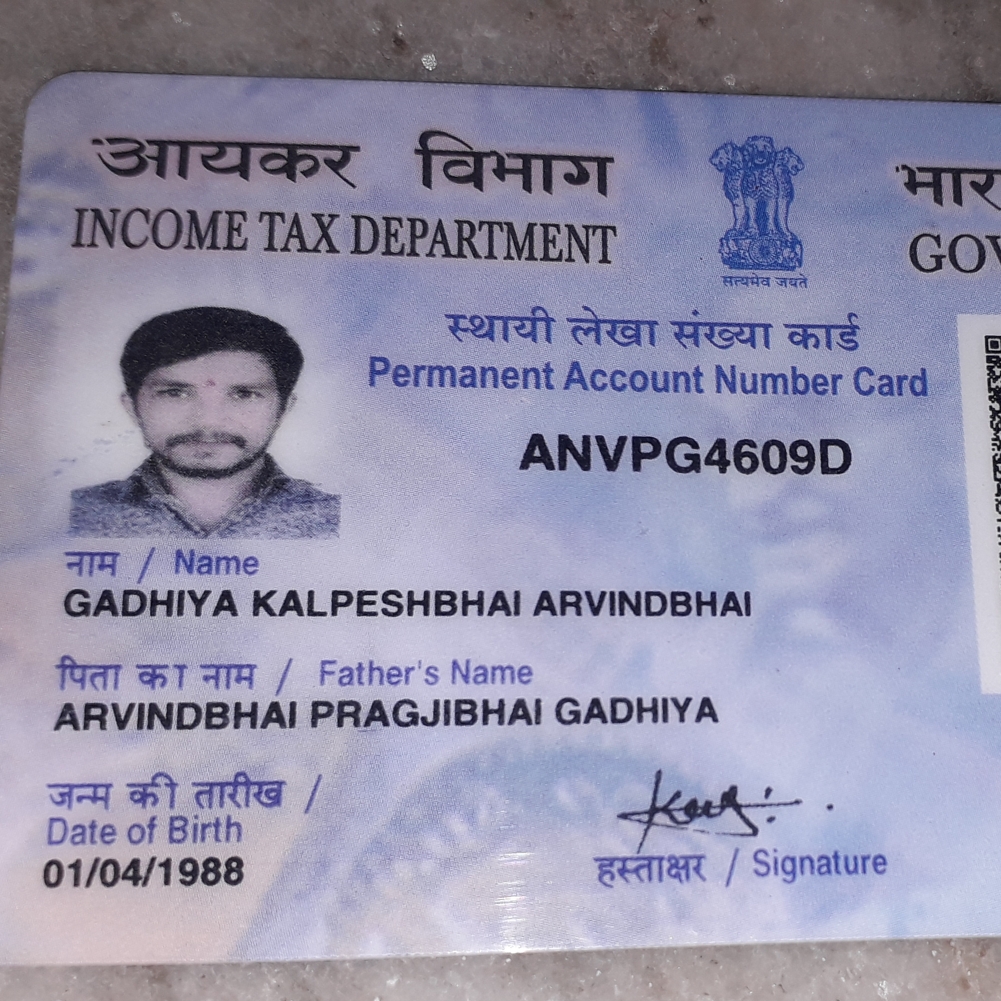 आयकर विभाग
INCOME TAX DEPARTMENT
सत्यमेव जयते
भार
GOV
स्थायी लेखा संख्या कार्ड
Permanent Account Number Card
ANVPG4609D
नाम / Name
GADHIYA KALPESHBHAI ARVINDBHAI
पिता का नाम / Father's Name
ARVINDBHAI PRAGJIBHAI GADHIYA
जन्म की तारीख /
Date of Birth
01/04/1988
हस्ताक्षर / Signature